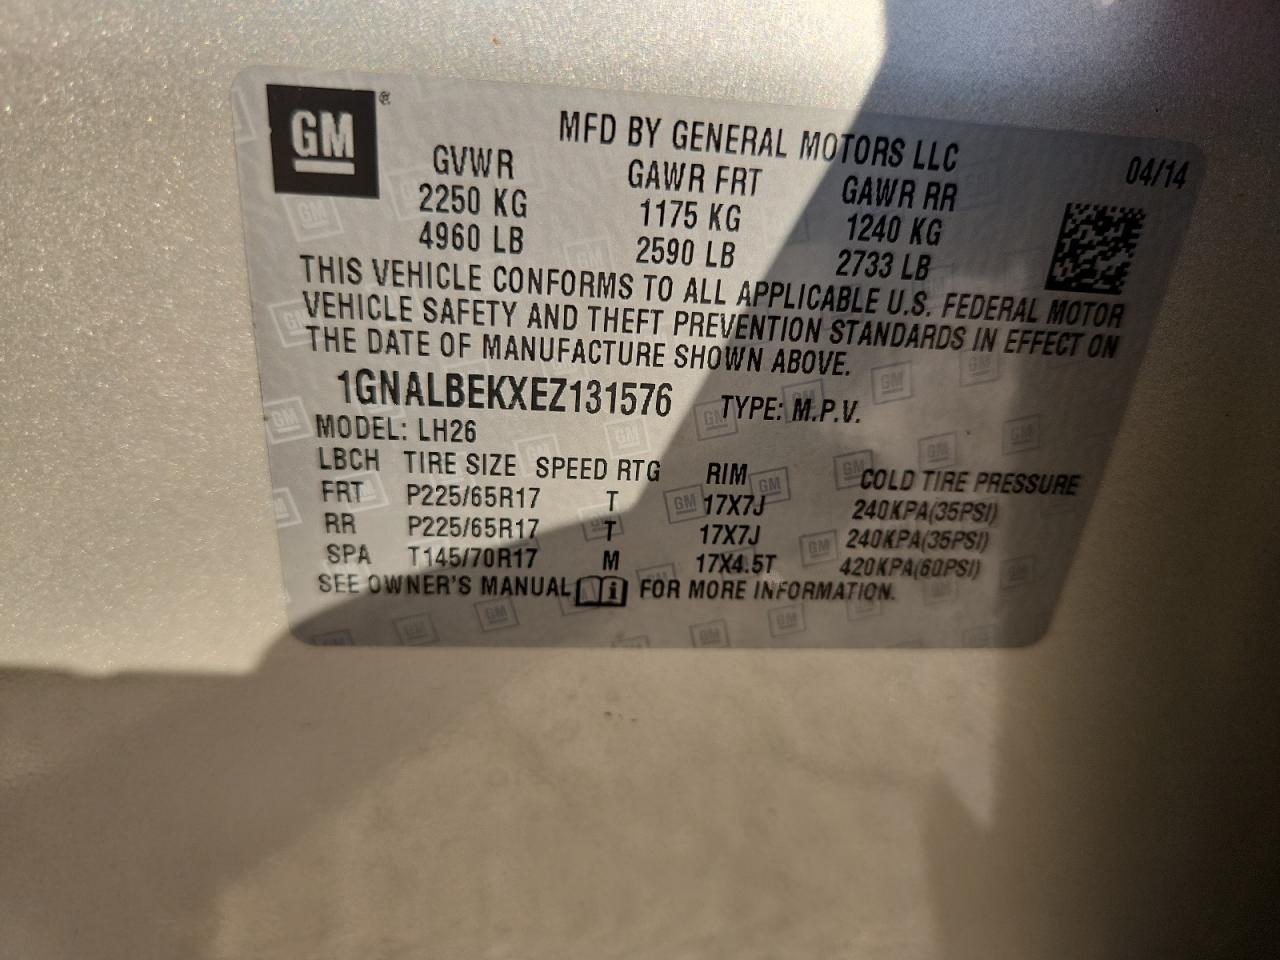 GM ®
MFD BY GENERAL MOTORS LLC 04/14
GVWR GAWR FRT GAWR RR
2250 KG 1175 KG 1240 KG
4960 LB 2590 LB 2733 LB
THIS VEHICLE CONFORMS TO ALL APPLICABLE U.S. FEDERAL MOTOR
VEHICLE SAFETY AND THEFT PREVENTION STANDARDS IN EFFECT ON
THE DATE OF MANUFACTURE SHOWN ABOVE.
1GNALBEKXEZ131576 TYPE: M.P.V.
MODEL: LH26
LBCH TIRE SIZE SPEED RTG RIM COLD TIRE PRESSURE
FRT P225/65R17 T 17X7J 240KPA(35PSI)
RR P225/65R17 T 17X7J 240KPA(35PSI)
SPA T145/70R17 M 17X4.5T 420KPA(60PSI)
SEE OWNER'S MANUAL i FOR MORE INFORMATION.